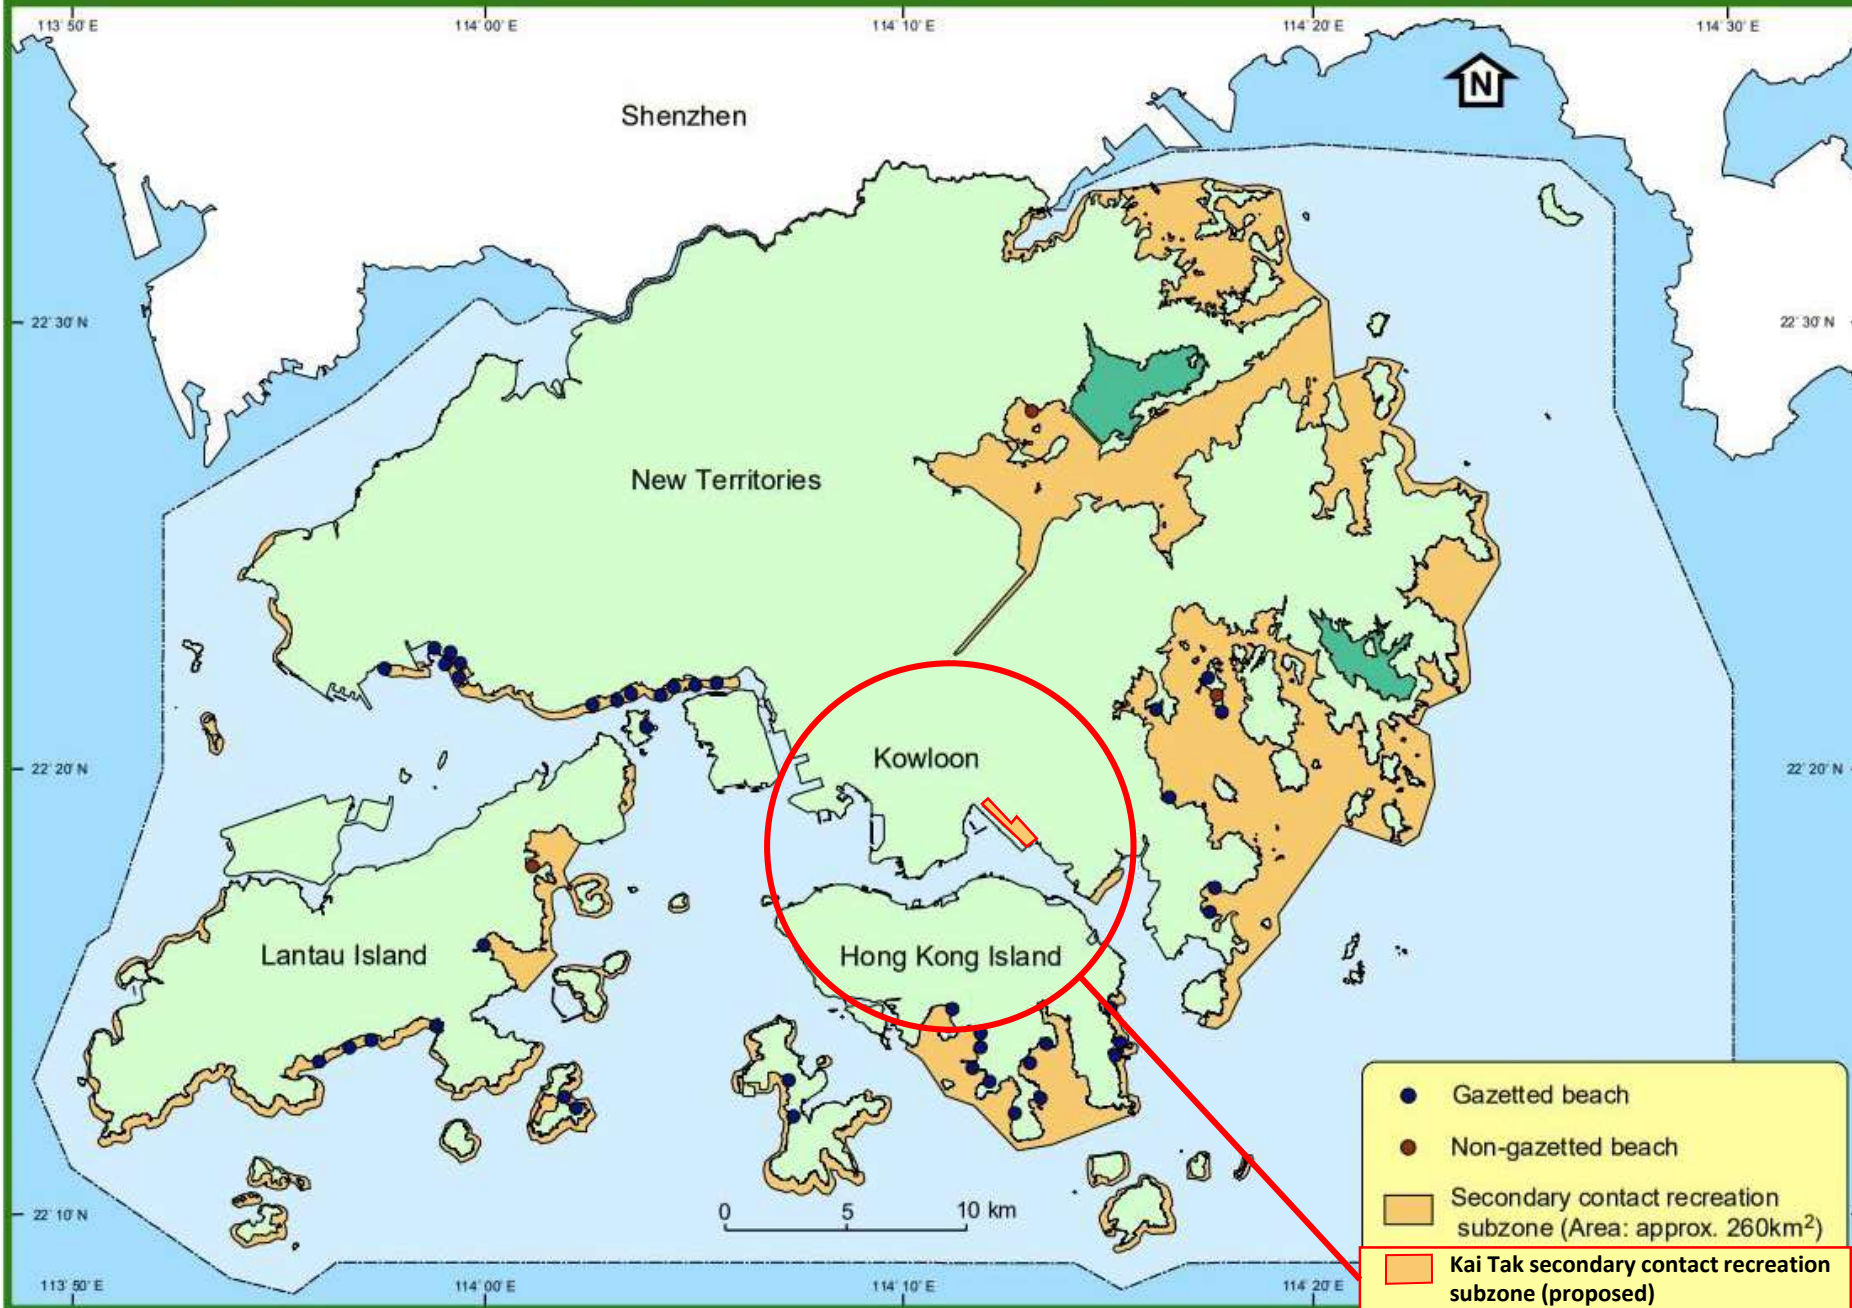 113° 50' E
114° 00' E
114° 10' E
114° 20' E
114° 30' E
N
Shenzhen
22° 30' N
22° 30' N
New Territories
Kowloon
22° 20' N
22° 20' N
Lantau Island
Hong Kong Island
Gazetted beach
Non-gazetted beach
Secondary contact recreation
subzone (Area: approx. 260km²)
0 5 10 km
22° 10' N
Kai Tak secondary contact recreation
subzone (proposed)
113° 50' E
114° 00' E
114° 10' E
114° 20' E